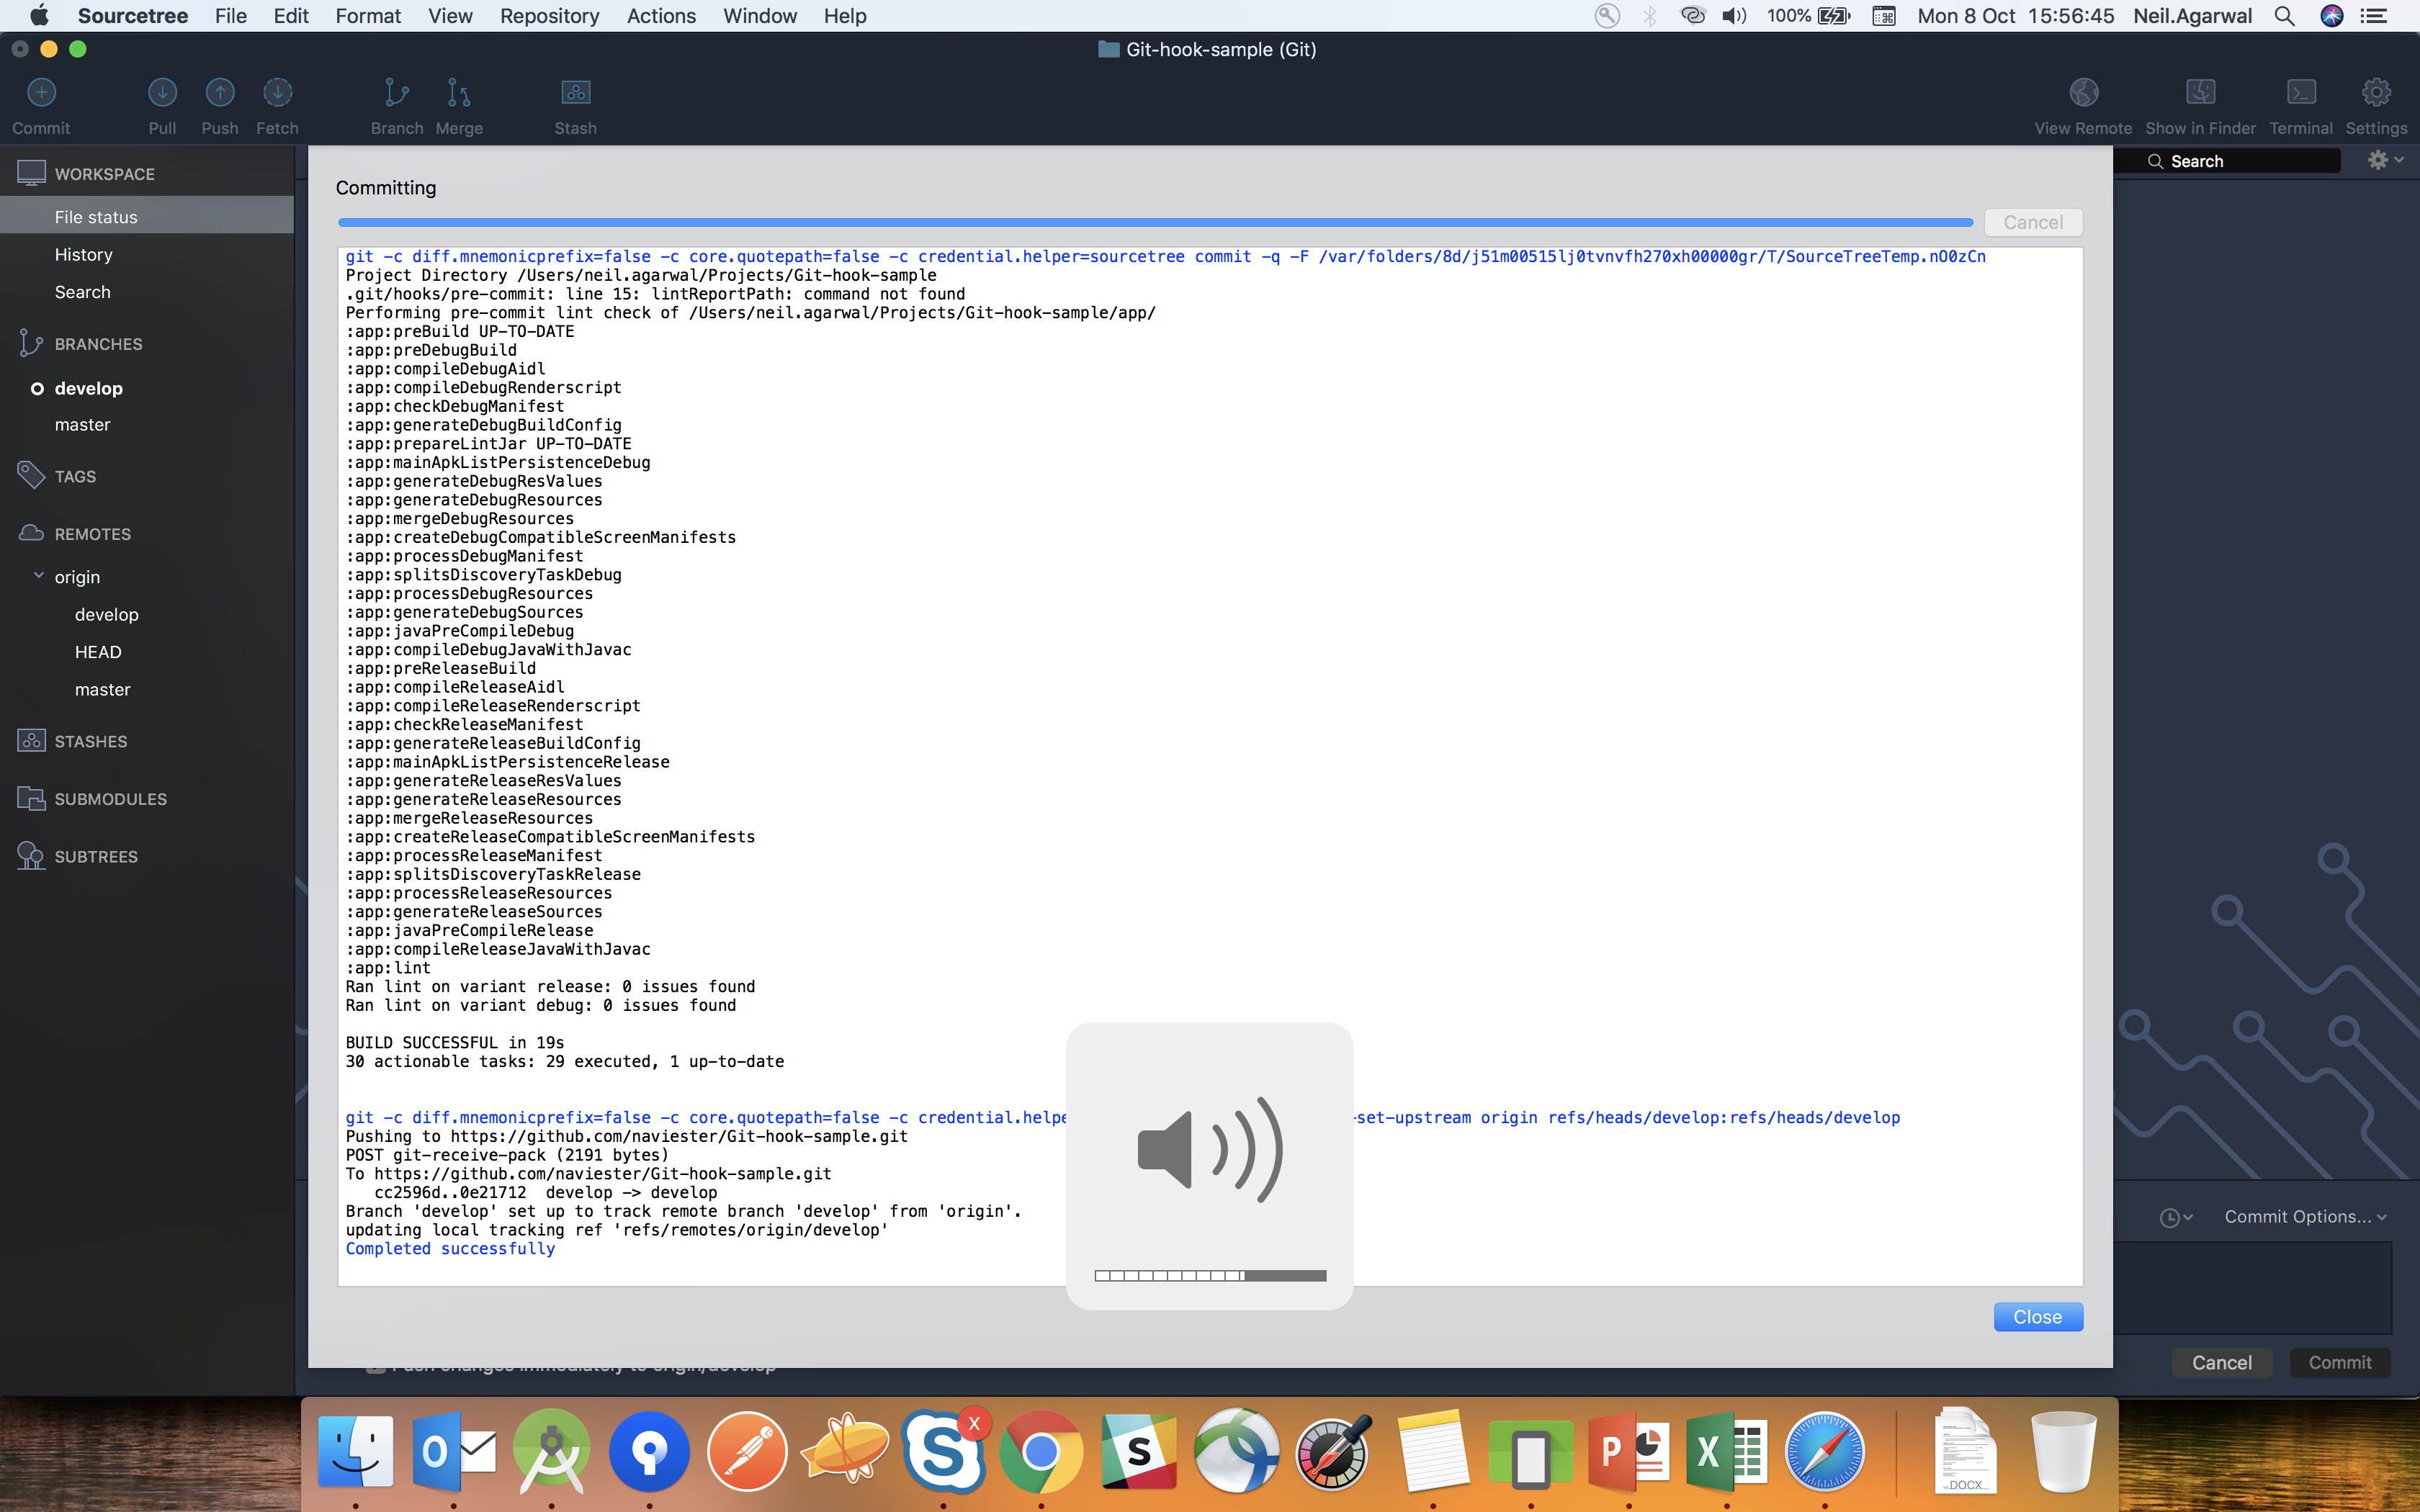 Sourcetree File Edit Format View Repository Actions Window Help 100% Mon 8 Oct 15:56:45 Neil.Agarwal
Git-hook-sample (Git)
Commit Pull Push Fetch Branch Merge Stash View Remote Show in Finder Terminal Settings
WORKSPACE
File status
History
Search
BRANCHES
develop
master
TAGS
REMOTES
origin
develop
HEAD
master
STASHES
SUBMODULES
SUBTREES
Search
Committing
Cancel
git -c diff.mnemonicprefix=false -c core.quotepath=false -c credential.helper=sourcetree commit -q -F /var/folders/8d/j51m00515lj0tvnvfh270xh00000gr/T/SourceTreeTemp.nO0zCn
Project Directory /Users/neil.agarwal/Projects/Git-hook-sample
.git/hooks/pre-commit: line 15: lintReportPath: command not found
Performing pre-commit lint check of /Users/neil.agarwal/Projects/Git-hook-sample/app/
:app:preBuild UP-TO-DATE
:app:preDebugBuild
:app:compileDebugAidl
:app:compileDebugRenderscript
:app:checkDebugManifest
:app:generateDebugBuildConfig
:app:prepareLintJar UP-TO-DATE
:app:mainApkListPersistenceDebug
:app:generateDebugResValues
:app:generateDebugResources
:app:mergeDebugResources
:app:createDebugCompatibleScreenManifests
:app:processDebugManifest
:app:splitsDiscoveryTaskDebug
:app:processDebugResources
:app:generateDebugSources
:app:javaPreCompileDebug
:app:compileDebugJavaWithJavac
:app:preReleaseBuild
:app:compileReleaseAidl
:app:compileReleaseRenderscript
:app:checkReleaseManifest
:app:generateReleaseBuildConfig
:app:mainApkListPersistenceRelease
:app:generateReleaseResValues
:app:generateReleaseResources
:app:mergeReleaseResources
:app:createReleaseCompatibleScreenManifests
:app:processReleaseManifest
:app:splitsDiscoveryTaskRelease
:app:processReleaseResources
:app:generateReleaseSources
:app:javaPreCompileRelease
:app:compileReleaseJavaWithJavac
:app:lint
Ran lint on variant release: 0 issues found
Ran lint on variant debug: 0 issues found
BUILD SUCCESSFUL in 19s
30 actionable tasks: 29 executed, 1 up-to-date
git -c diff.mnemonicprefix=false -c core.quotepath=false -c credential.helpe -set-upstream origin refs/heads/develop:refs/heads/develop
Pushing to https://github.com/naviester/Git-hook-sample.git
POST git-receive-pack (2191 bytes)
To https://github.com/naviester/Git-hook-sample.git
cc2596d..0e21712 develop -> develop
Branch 'develop' set up to track remote branch 'develop' from 'origin'.
updating local tracking ref 'refs/remotes/origin/develop'
Completed successfully
Close
Commit Options...
Push changes immediately to origin/develop
Cancel Commit
DOCX